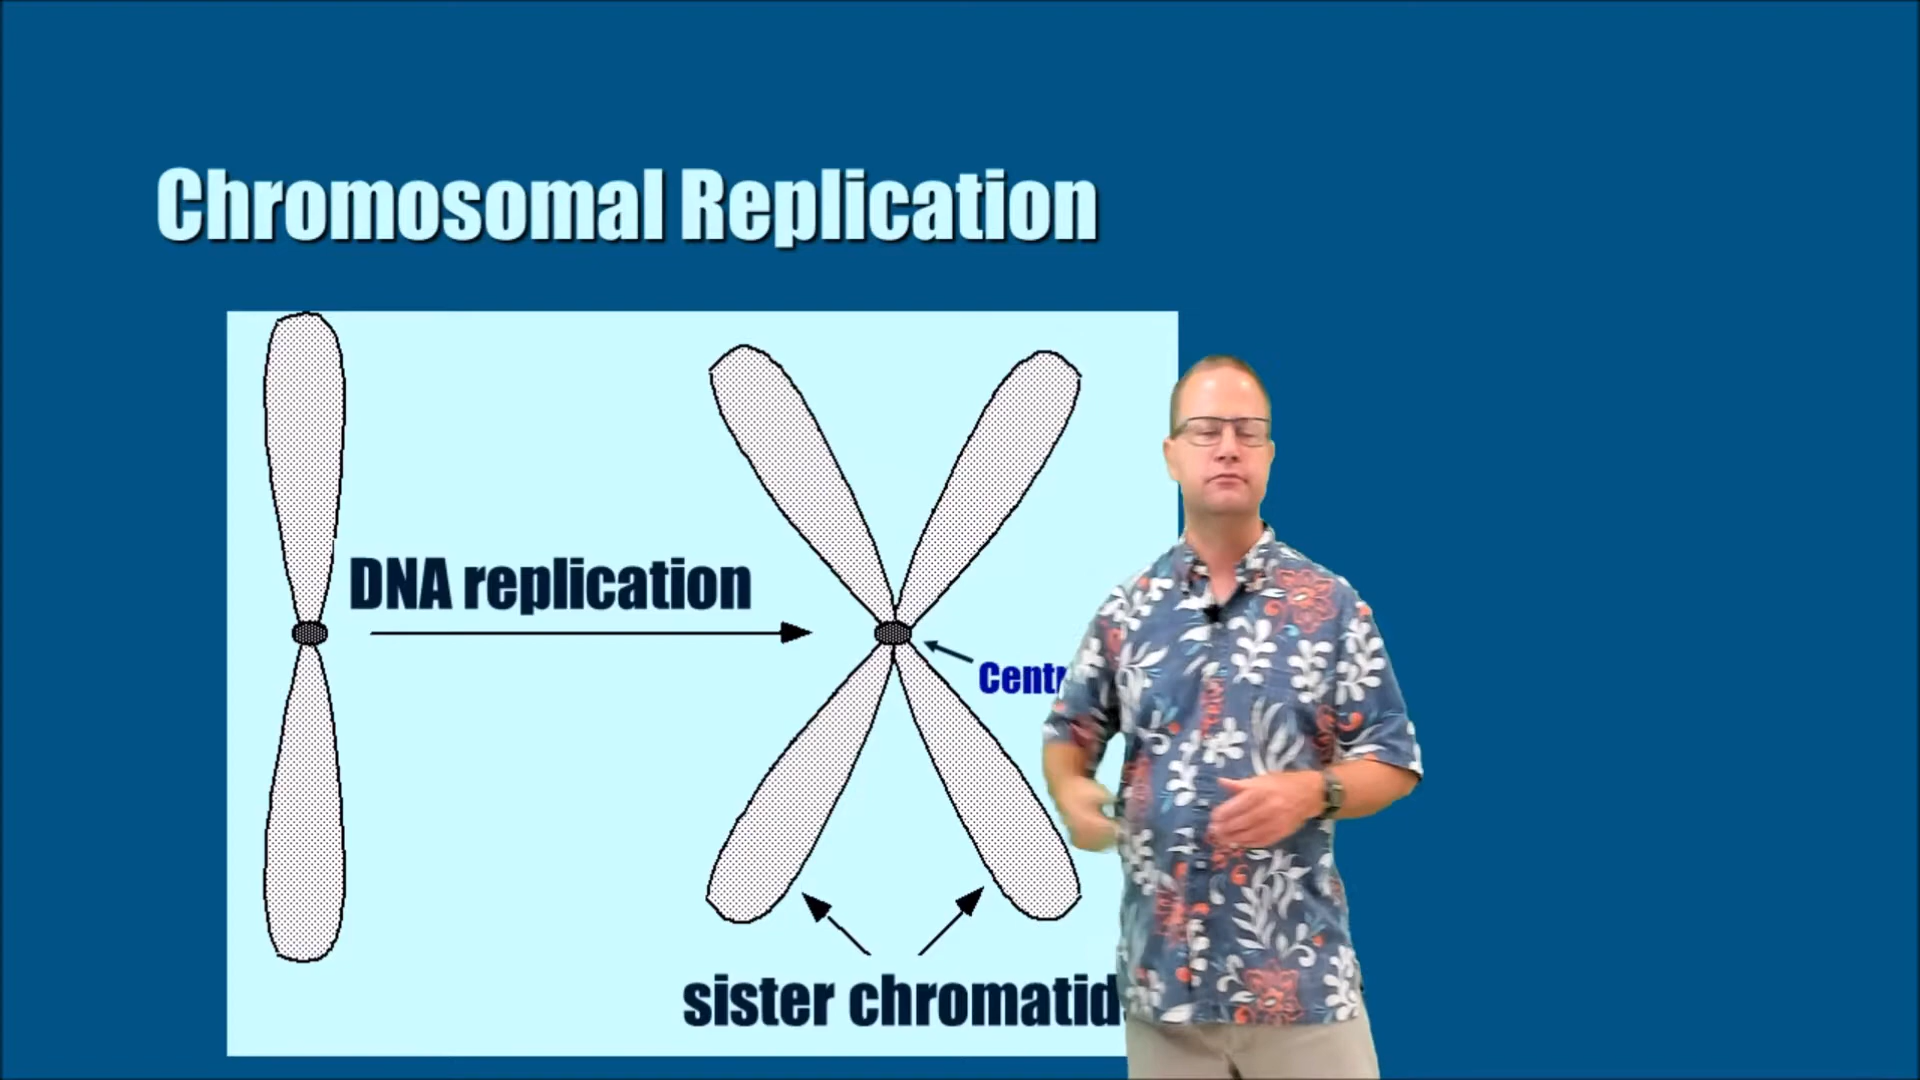 Chromosomal Replication
DNA replication
sister chromatid